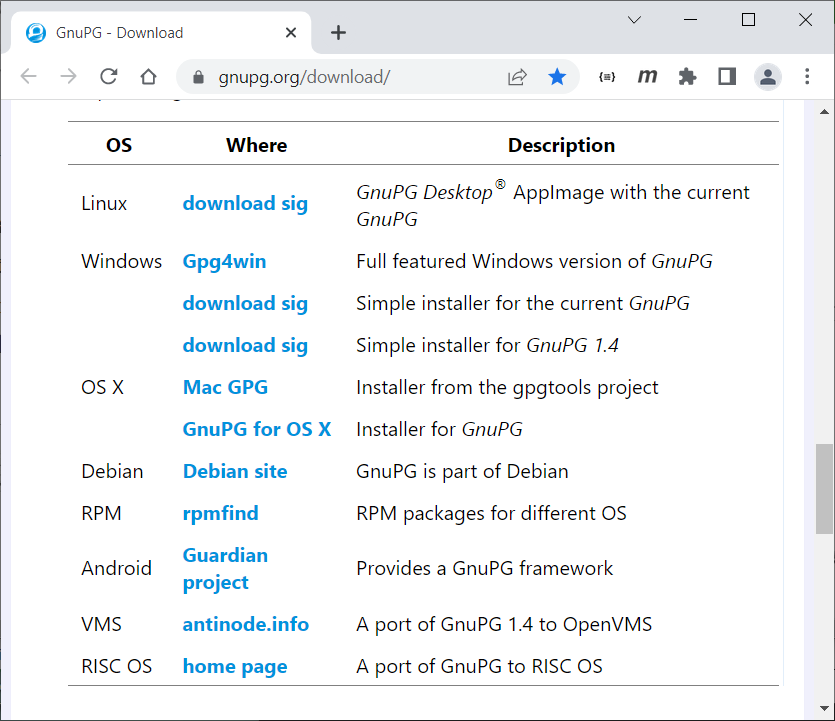 GnuPG - Download
gnupg.org/download/
OS Where Description
Linux download sig GnuPG Desktop® AppImage with the current
GnuPG
Windows Gpg4win Full featured Windows version of GnuPG
download sig Simple installer for the current GnuPG
download sig Simple installer for GnuPG 1.4
OS X Mac GPG Installer from the gpgtools project
GnuPG for OS X Installer for GnuPG
Debian Debian site GnuPG is part of Debian
RPM rpmfind RPM packages for different OS
Android Guardian project Provides a GnuPG framework
VMS antinode.info A port of GnuPG 1.4 to OpenVMS
RISC OS home page A port of GnuPG to RISC OS